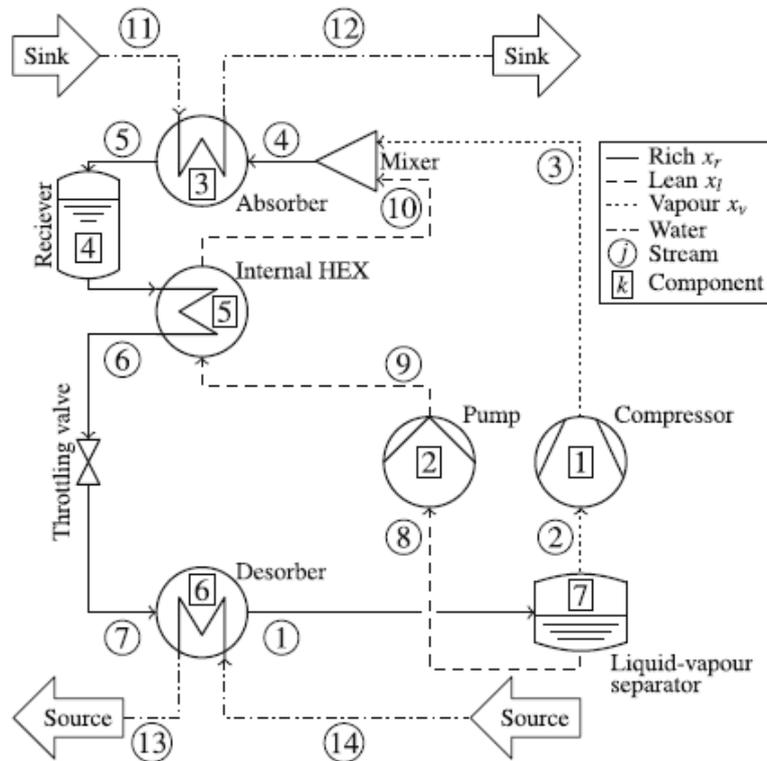 11
12
Sink
Sink
5
4
3
Mixer
3
Absorber
10
Reciever
4
Internal HEX
5
6
9
Throttling valve
Pump
Compressor
2
1
8
2
Desorber
6
7
7
1
Liquid-vapour
separator
Source
Source
13
14
Rich x_r
Lean x_l
Vapour x_v
Water
j Stream
k Component